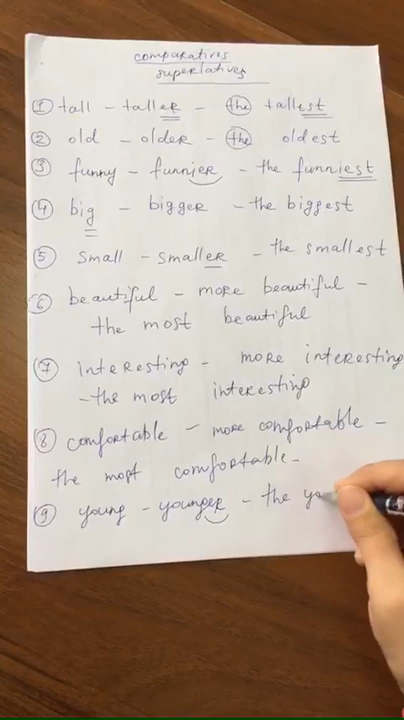 comparatives
superlatives
1 tall - taller - the tallest
2 old - older - the oldest
3 funny - funnier - the funniest
4 big - bigger - the biggest
5 small - smaller - the smallest
6 beautiful - more beautiful -
the most beautiful
7 interesting - more interesting
- the most interesting
8 comfortable - more comfortable -
the most comfortable -
9 young - younger - the yo